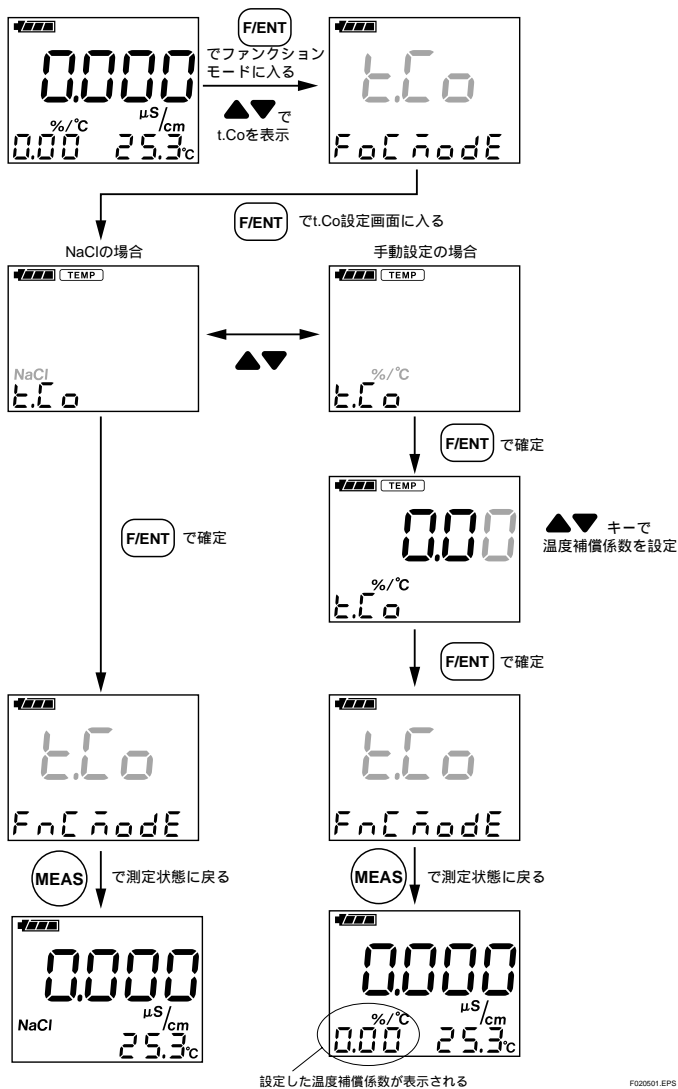 0.000
μS/cm
%/℃
0.00 25.3℃
F/ENT
でファンクション
モードに入る
▲▼で
t.Coを表示
t.Co
FoC modE
F/ENT でt.Co設定画面に入る
NaClの場合
TEMP
NaCl
t.Co
▲▼
手動設定の場合
TEMP
%/℃
t.Co
F/ENT で確定
TEMP
0.00
%/℃
t.Co
▲▼ キーで
温度補償係数を設定
F/ENT で確定
F/ENT で確定
t.Co
FnC modE
t.Co
FnC modE
MEAS で測定状態に戻る
MEAS で測定状態に戻る
0.000
μS/cm
NaCl
25.3℃
0.000
μS/cm
%/℃
0.00 25.3℃
設定した温度補償係数が表示される
F020501.EPS